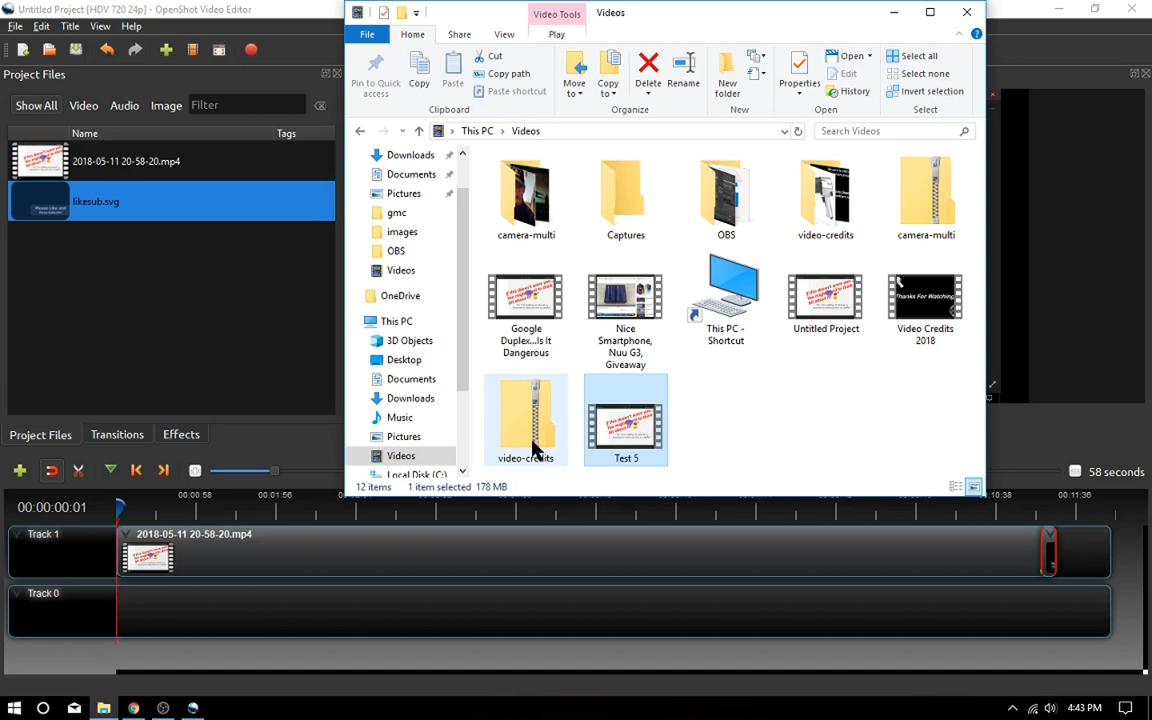 Untitled Project [HDV 720 24p] - OpenShot Video Editor
File Edit Title View Help
Project Files
Show All Video Audio Image Filter
Name Tags
2018-05-11 20-58-20.mp4
likesub.svg
Project Files Transitions Effects
Video Tools Videos
File Home Share View Play
Pin to Quick access
Copy
Paste
Cut
Copy path
Paste shortcut
Clipboard
Move to
Copy to
Delete
Rename
Organize
New folder
New
Properties
Open
Edit
History
Open
Select all
Select none
Invert selection
Select
This PC > Videos
Search Videos
Downloads
Documents
Pictures
gmc
images
OBS
Videos
OneDrive
This PC
3D Objects
Desktop
Documents
Downloads
Music
Pictures
Videos
Local Disk (C:)
camera-multi
Captures
OBS
video-credits
camera-multi
Google Duplex...Is It Dangerous
Nice Smartphone, Nuu G3, Giveaway
This PC - Shortcut
Untitled Project
Thanks For Watching
Video Credits 2018
video-credits
Test 5
12 items 1 item selected 178 MB
58 seconds
00:00:00:01
00:00:58
00:01:56
00:11:36
Track 1
2018-05-11 20-58-20.mp4
Track 0
4:43 PM